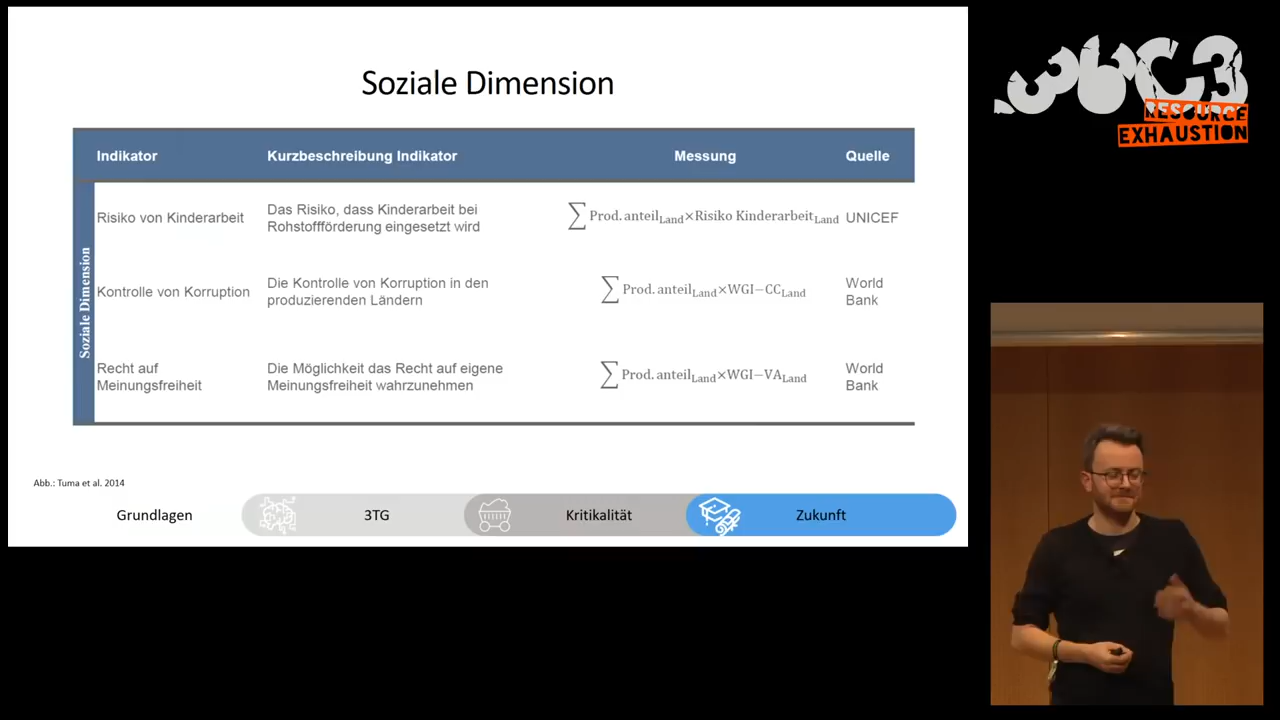 Soziale Dimension
Indikator Kurzbeschreibung Indikator Messung Quelle
Soziale Dimension
Risiko von Kinderarbeit
Das Risiko, dass Kinderarbeit bei
Rohstoffförderung eingesetzt wird
∑ Prod. anteil_Land×Risiko Kinderarbeit_Land
UNICEF
Kontrolle von Korruption
Die Kontrolle von Korruption in den
produzierenden Ländern
∑ Prod. anteil_Land×WGI−CC_Land
World
Bank
Recht auf
Meinungsfreiheit
Die Möglichkeit das Recht auf eigene
Meinungsfreiheit wahrzunehmen
∑ Prod. anteil_Land×WGI−VA_Land
World
Bank
Abb.: Tuma et al. 2014
Grundlagen 3TG Kritikalität Zukunft
36C3
RESOURCE
EXHAUSTION